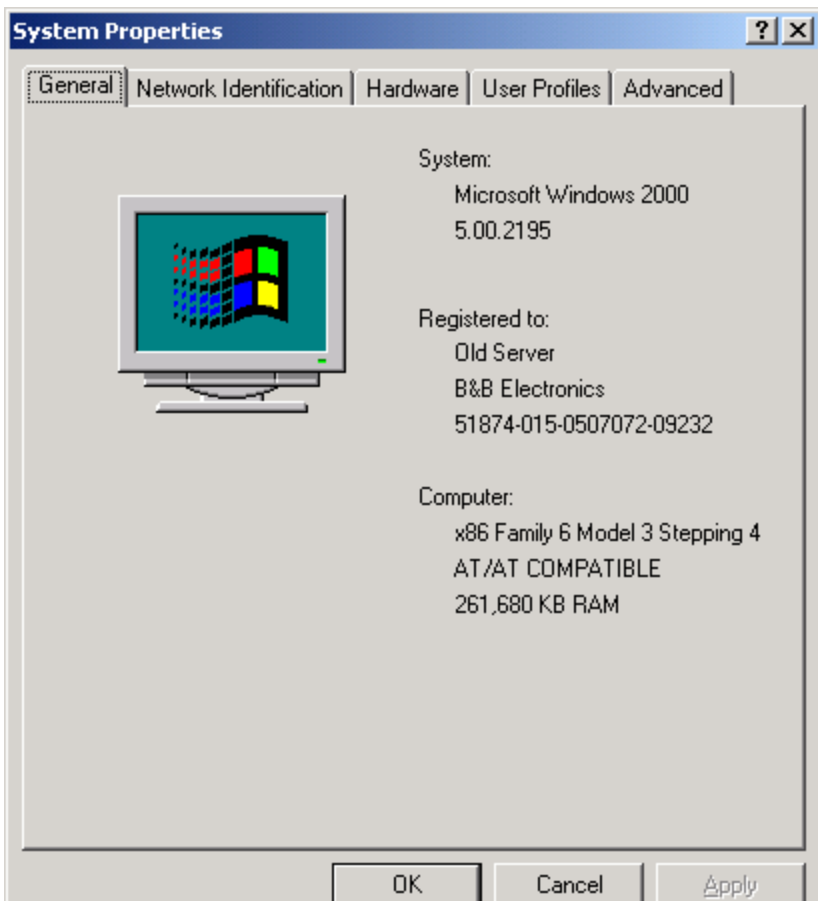 System Properties
General
Network Identification
Hardware
User Profiles
Advanced
System:
Microsoft Windows 2000
5.00.2195
Registered to:
Old Server
B&B Electronics
51874-015-0507072-09232
Computer:
x86 Family 6 Model 3 Stepping 4
AT/AT COMPATIBLE
261,680 KB RAM
OK
Cancel
Apply